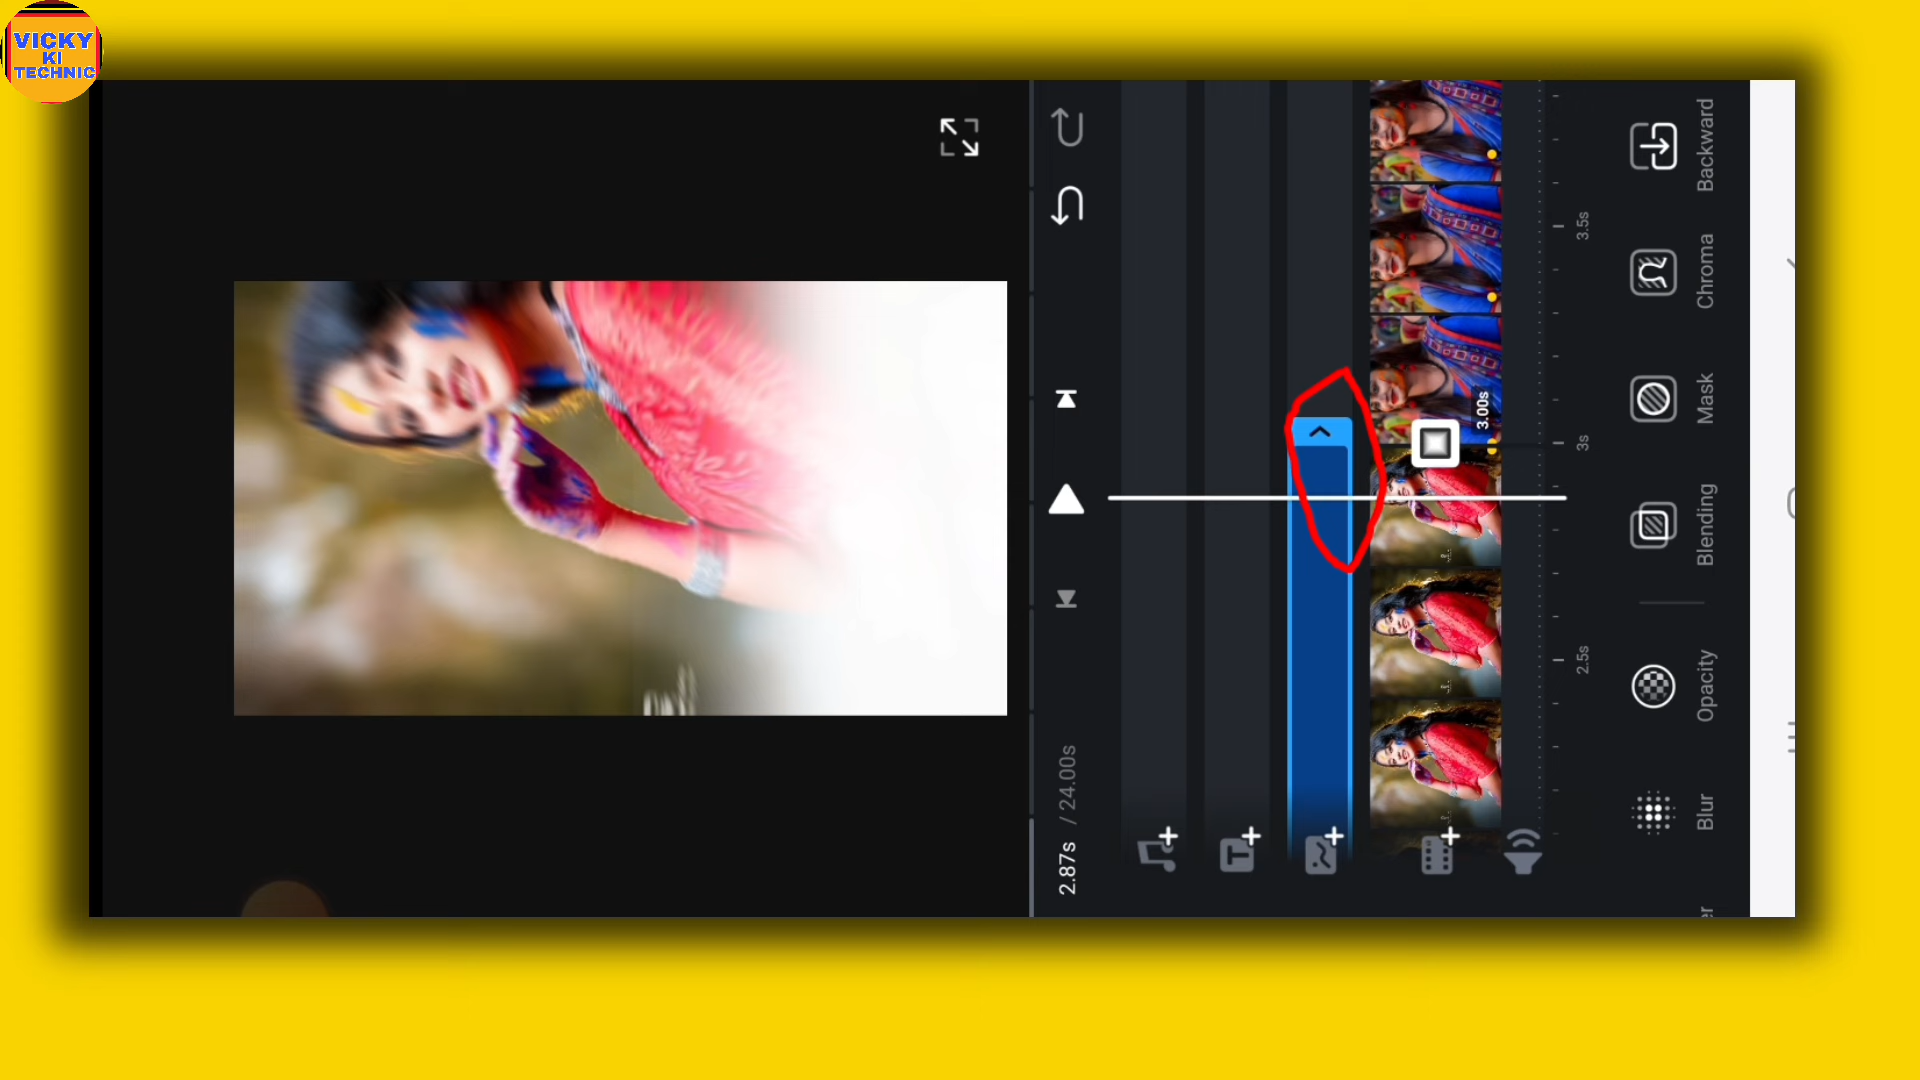 VICKY
KI
TECHNIC
2.87s / 24.00s
3.00s
2.5s
3s
3.5s
Blur
Opacity
Blending
Mask
Chroma
Backward